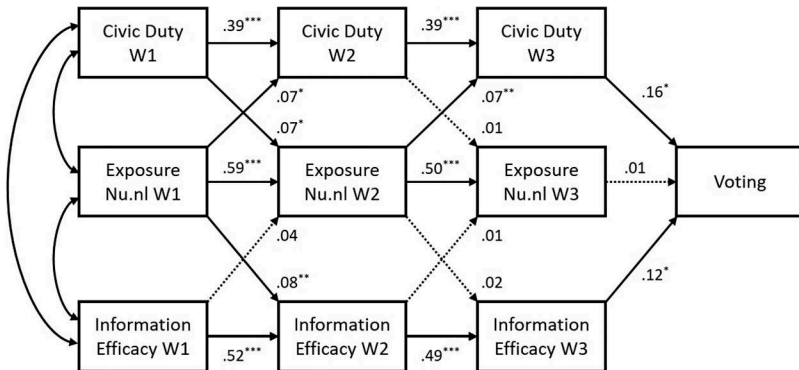 Civic Duty
W1
.39***
Civic Duty
W2
.39***
Civic Duty
W3
.07*
.07*
.07**
.01
.16*
Exposure
Nu.nl W1
.59***
Exposure
Nu.nl W2
.50***
Exposure
Nu.nl W3
.01
Voting
.04
.08**
.01
.02
.12*
Information
Efficacy W1
.52***
Information
Efficacy W2
.49***
Information
Efficacy W3